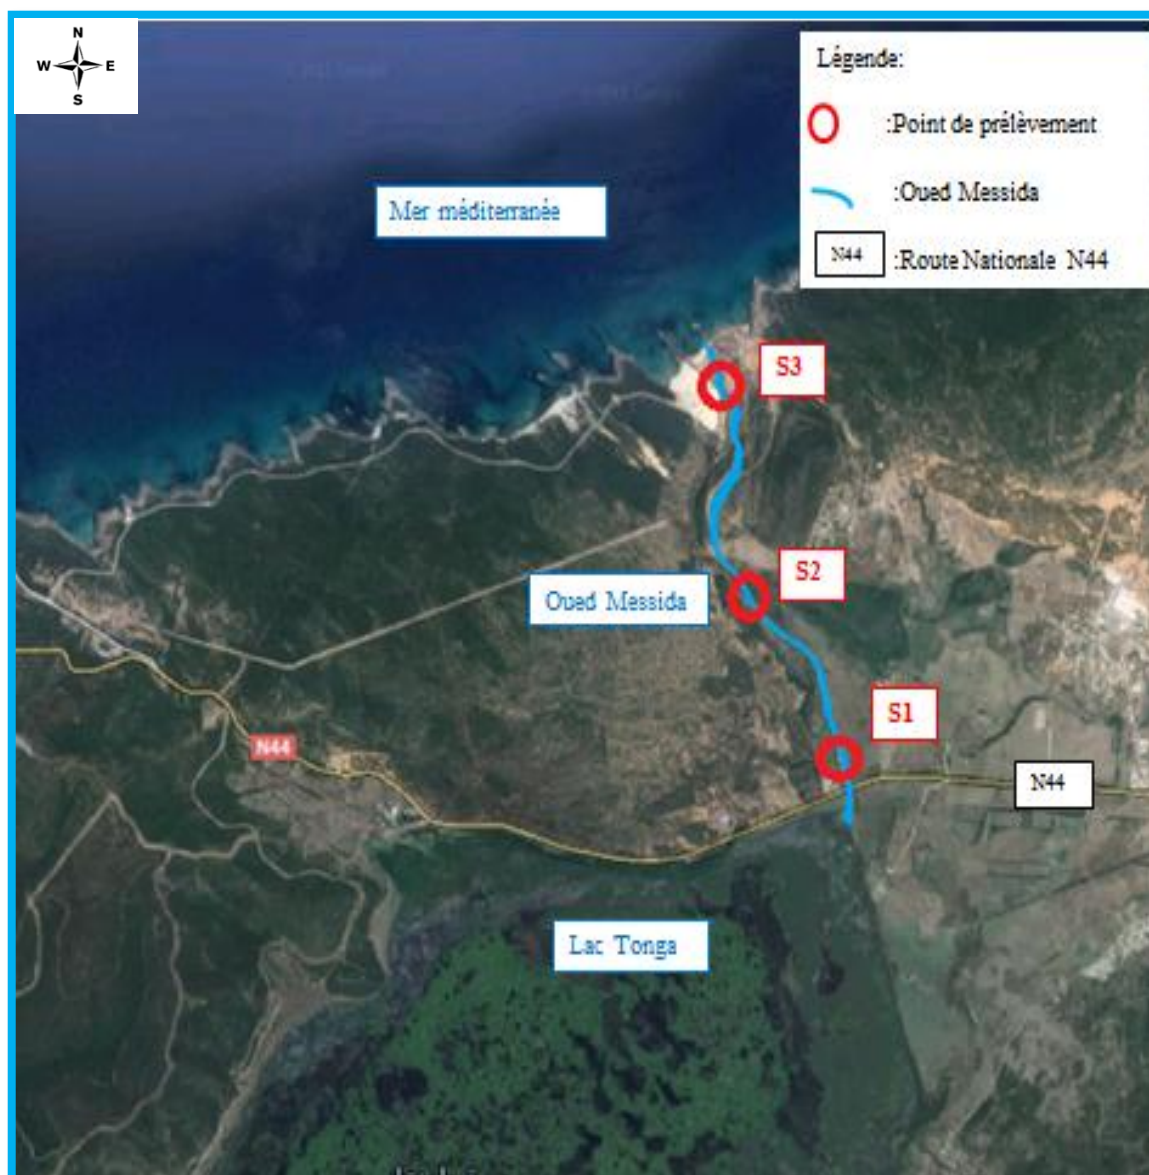 N
W E
S
Légende:
:Point de prélèvement
:Oued Messida
N44 :Route Nationale N44
Mer méditerranée
S3
S2
Oued Messida
S1
N44
N44
Lac Tonga